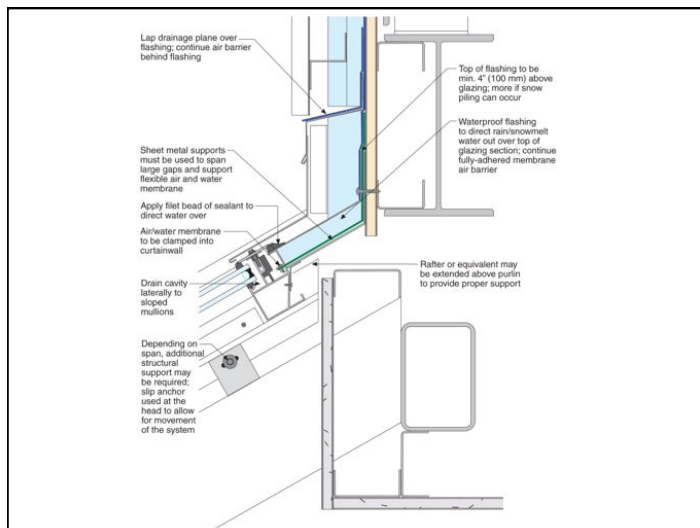 Lap drainage plane over
flashing; continue air barrier
behind flashing
Sheet metal supports
must be used to span
large gaps and support
flexible air and water
membrane
Apply filet bead of sealant to
direct water over
Air/water membrane
to be clamped into
curtainwall
Drain cavity
laterally to
sloped
mullions
Depending on
span, additional
structural
support may
be required;
slip anchor
used at the
head to allow
for movement
of the system
Top of flashing to be
min. 4" (100 mm) above
glazing; more if snow
piling can occur
Waterproof flashing
to direct rain/snowmelt
water out over top of
glazing section; continue
fully-adhered membrane
air barrier
Rafter or equivalent may
be extended above purlin
to provide proper support